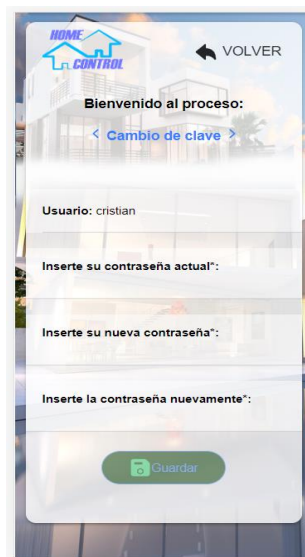 HOME
CONTROL
VOLVER
Bienvenido al proceso:
< Cambio de clave >
Usuario: cristian
Inserte su contraseña actual*:
Inserte su nueva contraseña*:
Inserte la contraseña nuevamente*:
Guardar